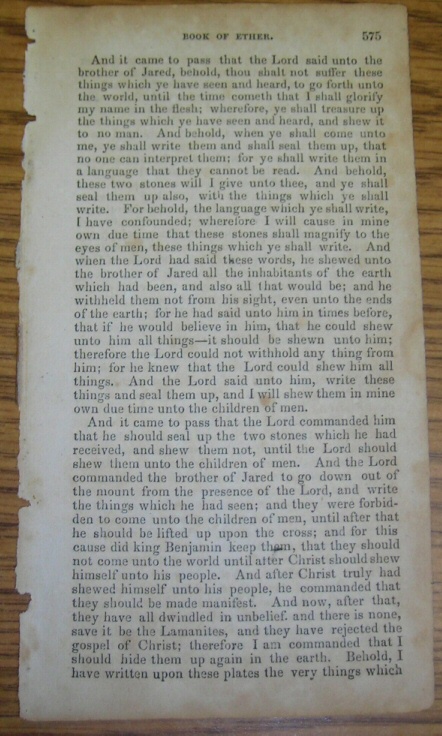 BOOK OF ETHER. 575
And it came to pass that the Lord said unto the
brother of Jared, behold, thou shalt not suffer these
things which ye have seen and heard, to go forth unto
the world, until the time cometh that I shall glorify
my name in the flesh; wherefore, ye shall treasure up
the things which ye have seen and heard, and shew it
to no man. And behold, when ye shall come unto
me, ye shall write them and shall seal them up, that
no one can interpret them; for ye shall write them in
a language that they cannot be read. And behold,
these two stones will I give unto thee, and ye shall
seal them up also, with the things which ye shall
write. For behold, the language which ye shall write,
I have confounded; wherefore I will cause in mine
own due time that these stones shall magnify to the
eyes of men, these things which ye shall write. And
when the Lord had said these words, he shewed unto
the brother of Jared all the inhabitants of the earth
which had been, and also all that would be; and he
withheld them not from his sight, even unto the ends
of the earth; for he had said unto him in times before,
that if he would believe in him, that he could shew
unto him all things—it should be shewn unto him;
therefore the Lord could not withhold any thing from
him; for he knew that the Lord could shew him all
things. And the Lord said unto him, write these
things and seal them up, and I will shew them in mine
own due time unto the children of men.
And it came to pass that the Lord commanded him
that he should seal up the two stones which he had
received, and shew them not, until the Lord should
shew them unto the children of men. And the Lord
commanded the brother of Jared to go down out of
the mount from the presence of the Lord, and write
the things which he had seen; and they were forbid-
den to come unto the children of men, until after that
he should be lifted up upon the cross; and for this
cause did king Benjamin keep them, that they should
not come unto the world until after Christ should shew
himself unto his people. And after Christ truly had
shewed himself unto his people, he commanded that
they should be made manifest. And now, after that,
they have all dwindled in unbelief and there is none,
save it be the Lamanites, and they have rejected the
gospel of Christ; therefore I am commanded that I
should hide them up again in the earth. Behold, I
have written upon these plates the very things which